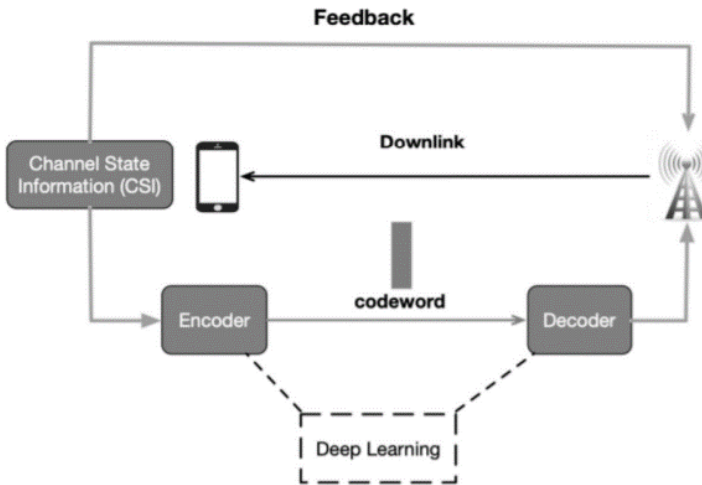 Feedback
Downlink
Channel State
Information (CSI)
codeword
Encoder
Decoder
Deep Learning